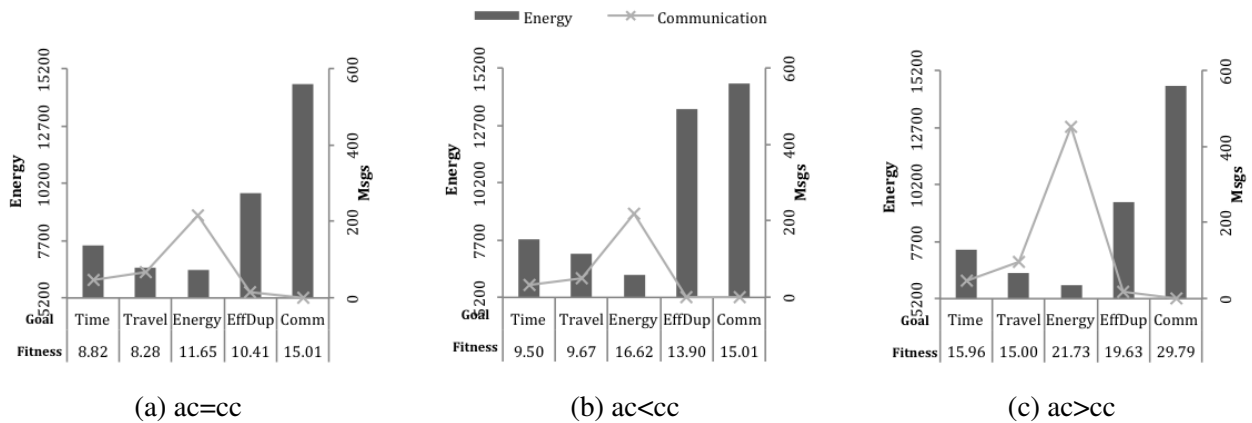 Energy Communication
15200
12700
10200
7700
5200
Energy
600
400
200
0
Msgs
Goal Time Travel Energy EffDup Comm
Fitness 8.82 8.28 11.65 10.41 15.01
(a) ac=cc
15200
12700
10200
7700
5200
Energy
600
400
200
0
Msgs
Goal Time Travel Energy EffDup Comm
Fitness 9.50 9.67 16.62 13.90 15.01
(b) ac<cc
15200
12700
10200
7700
5200
Energy
600
400
200
0
Msgs
Goal Time Travel Energy EffDup Comm
Fitness 15.96 15.00 21.73 19.63 29.79
(c) ac>cc